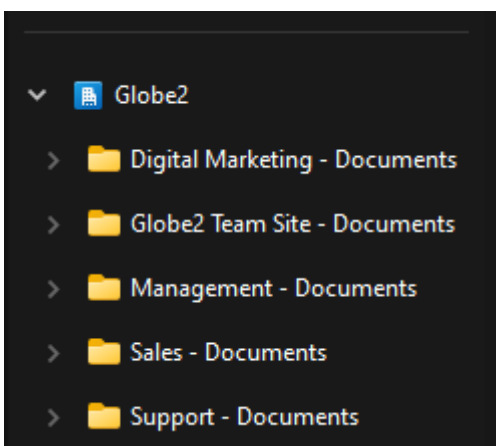 Globe2
Digital Marketing - Documents
Globe2 Team Site - Documents
Management - Documents
Sales - Documents
Support - Documents